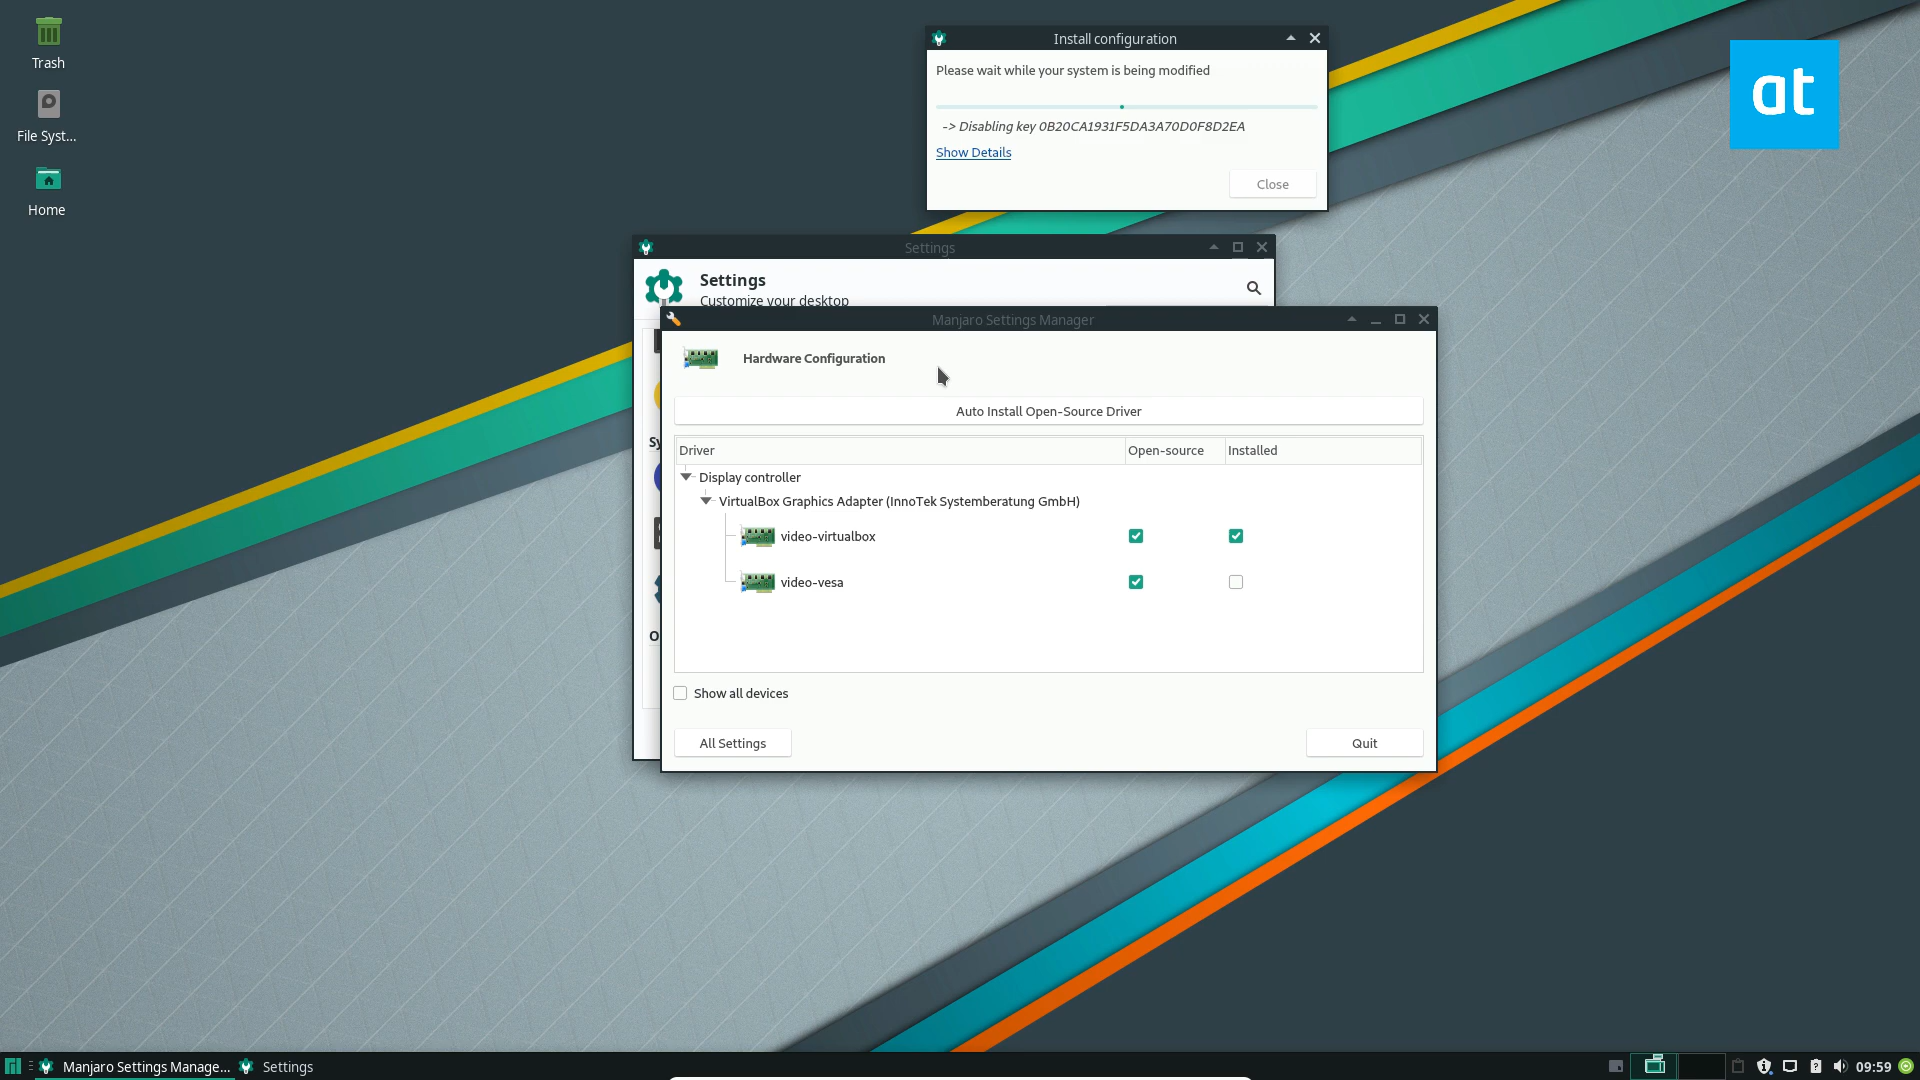 Trash
File Syst...
Home
Install configuration
Please wait while your system is being modified
-> Disabling key 0B20CA1931F5DA3A70D0F8D2EA
Show Details
Close
at
Settings
Settings
Customize your desktop
Sy
O
Manjaro Settings Manager
Hardware Configuration
Auto Install Open-Source Driver
Driver Open-source Installed
Display controller
VirtualBox Graphics Adapter (InnoTek Systemberatung GmbH)
video-virtualbox
video-vesa
Show all devices
All Settings Quit
Manjaro Settings Manage... Settings 09:59